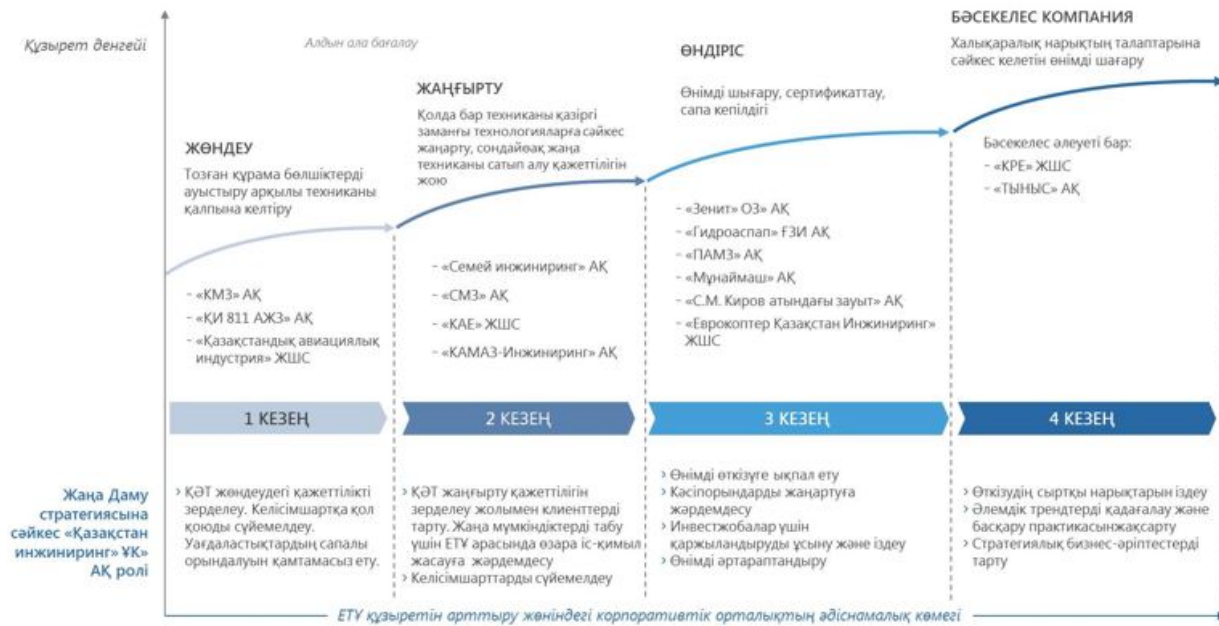 Құзырет денгейі
Алдын ала бағалау
ЖӨНДЕУ
Тозған құрама бөлшіктерді
ауыстыру арқылы техниканы
қалпына келтіру
- «КМЗ» АҚ
- «ҚИ 811 АЖЗ» АҚ
- «Қазақстандық авиациялық
индустрия» ЖШС
ЖАҢҒЫРТУ
Қолда бар техниканы қазіргі
заманғы технологияларға сәйкес
жаңарту, сондайөақ жаңа
техниканы сатып алу қажеттілігін
жою
- «Семей инжиниринг» АҚ
- «СМЗ» АҚ
- «КАЕ» ЖШС
- «КАМАЗ-Инжиниринг» АҚ
ӨНДІРІС
Өнімді шығару, сертификаттау,
сапа кепілдігі
- «Зенит» ОЗ» АҚ
- «Гидроаспап» ҒЗИ АҚ
- «ПАМЗ» АҚ
- «Мұнаймаш» АҚ
- «С.М. Киров атындағы зауыт» АҚ
- «Еврокоптер Қазақстан Инжиниринг»
ЖШС
БӘСЕКЕЛЕС КОМПАНИЯ
Халықаралық нарықтың талаптарына
сәйкес келетін өнімді шағару
Бәсекелес әлеуеті бар:
- «КРЕ» ЖШС
- «ТЫНЫС» АҚ
1 КЕЗЕҢ
2 КЕЗЕҢ
3 КЕЗЕҢ
4 КЕЗЕҢ
Жаңа Даму
стратегиясына
сәйкес «Қазақстан
инжиниринг» ҰК»
АҚ ролі
› ҚӘТ жөндеудегі қажеттілікті
зерделеу. Келісімшартқа қол
қоюды сүйемелдеу.
Уағдаластықтардың сапалы
орындалуын қамтамасыз ету.
› ҚӘТ жаңғырту қажеттілігін
зерделеу жолымен клиенттерді
тарту. Жаңа мүмкіндіктерді табу
үшін ЕТҰ арасында өзара іс-қимыл
жасауға жәрдемдесу
› Келісімшарттарды сүйемелдеу
› Өнімді өткізуге ықпал ету
› Кәсіпорындарды жаңартуға
жәрдемдесу
› Инвестжобалар үшін
қаржыландыруды ұсыну және іздеу
› Өнімді әртараптандыру
› Өткізудің сыртқы нарықтарын іздеу
› Әлемдік трендтерді қадағалау және
басқару практикасынжақсарту
› Стратегиялық бизнес-әріптестерді
тарту
ЕТҰ құзыретін арттыру жөніндегі корпоративтік орталықтың әдіснамалық көмегі